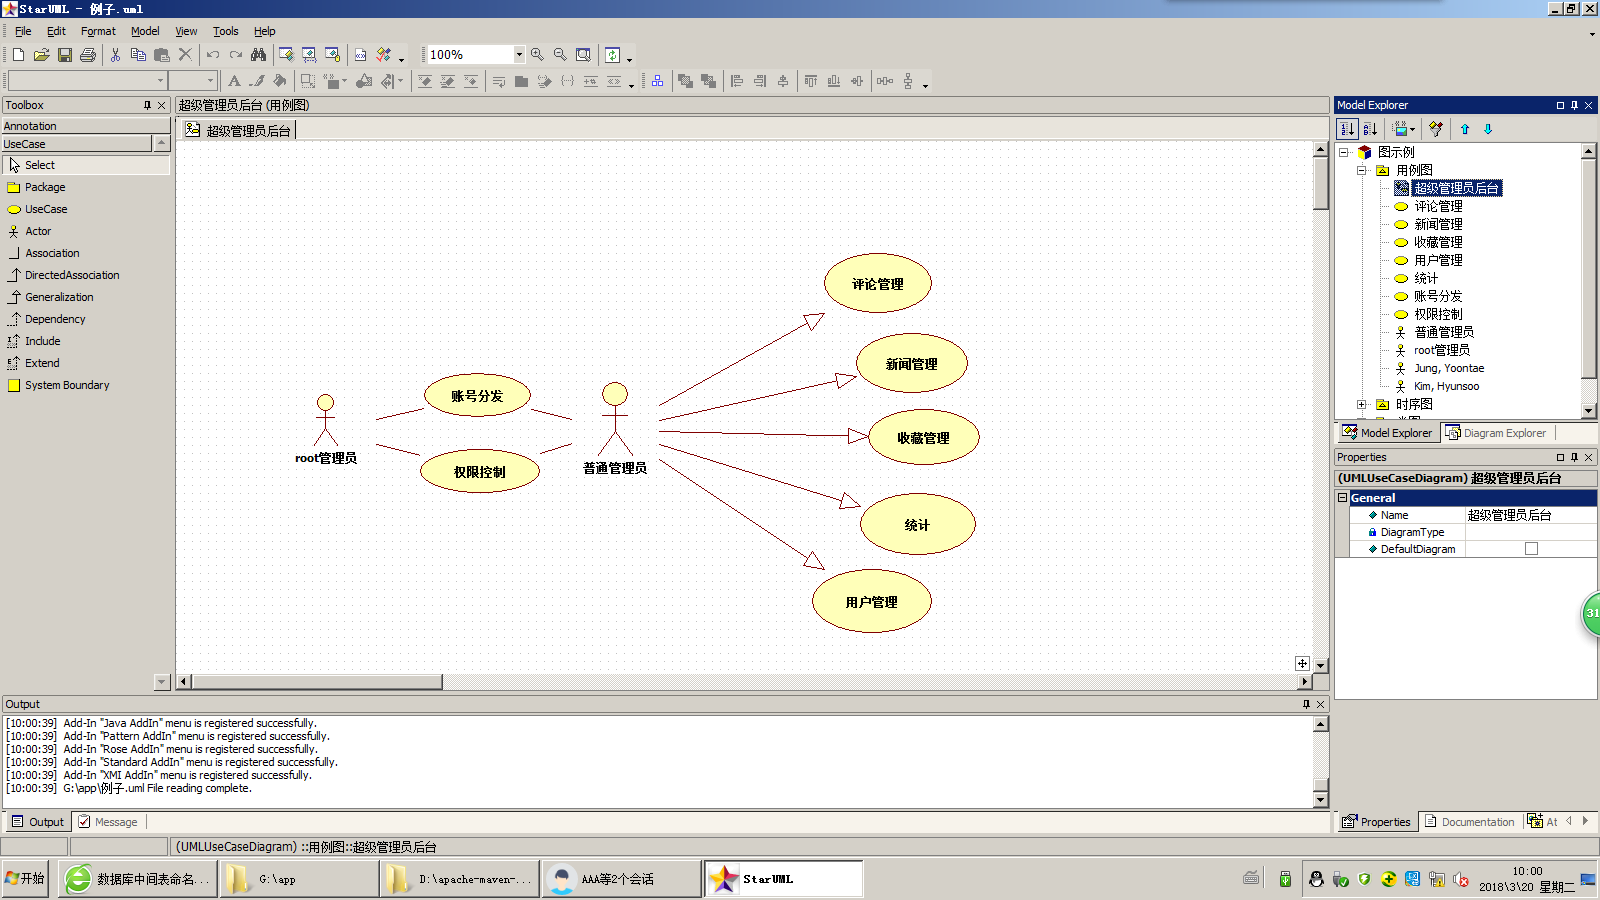 StarUML - 例子.uml
File Edit Format Model View Tools Help
100%
Toolbox
Annotation
UseCase
Select
Package
UseCase
Actor
Association
DirectedAssociation
Generalization
Dependency
Include
Extend
System Boundary
超级管理员后台 (用例图)
超级管理员后台
评论管理
新闻管理
账号分发
收藏管理
root管理员
权限控制
普通管理员
统计
用户管理
Model Explorer
图示例
用例图
超级管理员后台
评论管理
新闻管理
收藏管理
用户管理
统计
账号分发
权限控制
普通管理员
root管理员
Jung, Yoontae
Kim, Hyunsoo
时序图
Model Explorer Diagram Explorer
Properties
(UMLUseCaseDiagram) 超级管理员后台
General
Name 超级管理员后台
DiagramType
DefaultDiagram
31
Output
[10:00:39] Add-In "Java AddIn" menu is registered successfully.
[10:00:39] Add-In "Pattern AddIn" menu is registered successfully.
[10:00:39] Add-In "Rose AddIn" menu is registered successfully.
[10:00:39] Add-In "Standard AddIn" menu is registered successfully.
[10:00:39] Add-In "XMI AddIn" menu is registered successfully.
[10:00:39] G:\app\例子.uml File reading complete.
Output Message
Properties Documentation At
(UMLUseCaseDiagram) ::用例图::超级管理员后台
开始 数据库中间表命名... G:\app D:\apache-maven-... AAA等2个会话 StarUML
10:00
2018\3\20 星期二